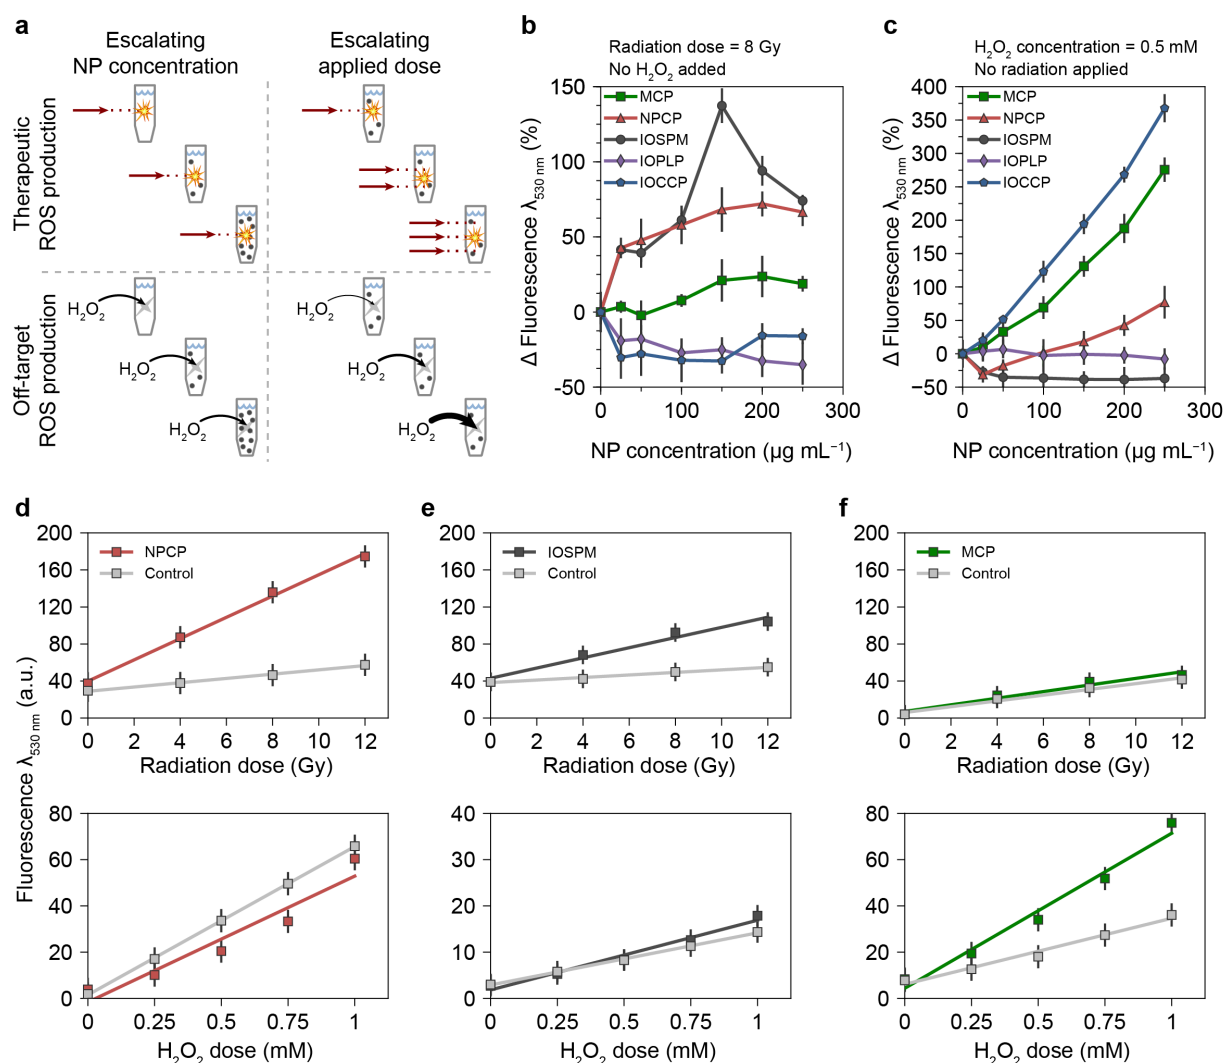 a
Escalating
NP concentration
Escalating
applied dose
Therapeutic
ROS production
Off-target
ROS production
H₂O₂
H₂O₂
H₂O₂
H₂O₂
H₂O₂
H₂O₂
b
Radiation dose = 8 Gy
No H₂O₂ added
MCP
NPCP
IOSPM
IOPLP
IOCCP
Δ Fluorescence λ530 nm (%)
150
100
50
0
−50
0 100 200 300
NP concentration (µg mL⁻¹)
c
H₂O₂ concentration = 0.5 mM
No radiation applied
MCP
NPCP
IOSPM
IOPLP
IOCCP
Δ Fluorescence λ530 nm (%)
400
350
300
250
200
150
100
50
0
−50
0 100 200 300
NP concentration (µg mL⁻¹)
Fluorescence λ530 nm (a.u.)
d
NPCP
Control
200
160
120
80
40
0
0 2 4 6 8 10 12
Radiation dose (Gy)
80
60
40
20
0
0 0.25 0.5 0.75 1
H₂O₂ dose (mM)
e
IOSPM
Control
200
160
120
80
40
0
0 2 4 6 8 10 12
Radiation dose (Gy)
40
30
20
10
0
0 0.25 0.5 0.75 1
H₂O₂ dose (mM)
f
MCP
Control
200
160
120
80
40
0
0 2 4 6 8 10 12
Radiation dose (Gy)
80
60
40
20
0
0 0.25 0.5 0.75 1
H₂O₂ dose (mM)